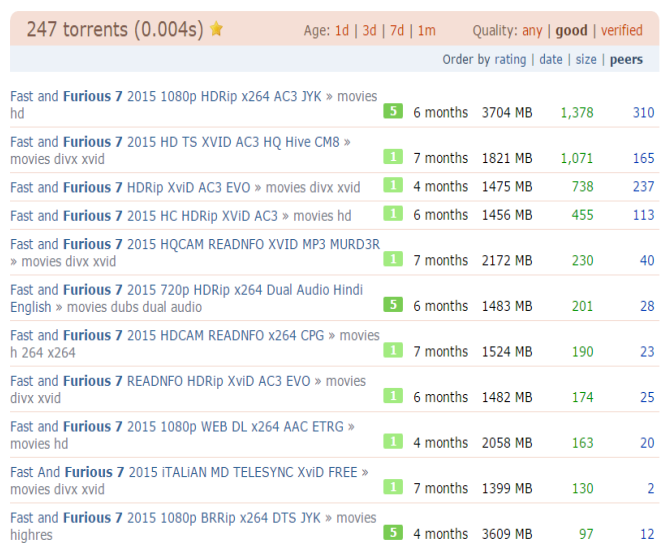 247 torrents (0.004s)
Age: 1d | 3d | 7d | 1m
Quality: any | good | verified
Order by rating | date | size | peers
Fast and Furious 7 2015 1080p HDRip x264 AC3 JYK » movies
hd
5 6 months 3704 MB 1,378 310
Fast and Furious 7 2015 HD TS XVID AC3 HQ Hive CM8 »
movies divx xvid
1 7 months 1821 MB 1,071 165
Fast and Furious 7 HDRip XviD AC3 EVO » movies divx xvid
1 4 months 1475 MB 738 237
Fast and Furious 7 2015 HC HDRip XViD AC3 » movies hd
1 6 months 1456 MB 455 113
Fast and Furious 7 2015 HQCAM READNFO XVID MP3 MURD3R
» movies divx xvid
1 7 months 2172 MB 230 40
Fast and Furious 7 2015 720p HDRip x264 Dual Audio Hindi
English » movies dubs dual audio
5 6 months 1483 MB 201 28
Fast and Furious 7 2015 HDCAM READNFO x264 CPG » movies
h 264 x264
1 7 months 1524 MB 190 23
Fast and Furious 7 READNFO HDRip XviD AC3 EVO » movies
divx xvid
1 6 months 1482 MB 174 25
Fast and Furious 7 2015 1080p WEB DL x264 AAC ETRG »
movies hd
1 4 months 2058 MB 163 20
Fast And Furious 7 2015 iTALiAN MD TELESYNC XviD FREE »
movies divx xvid
1 7 months 1399 MB 130 2
Fast and Furious 7 2015 1080p BRRip x264 DTS JYK » movies
highres
5 4 months 3609 MB 97 12